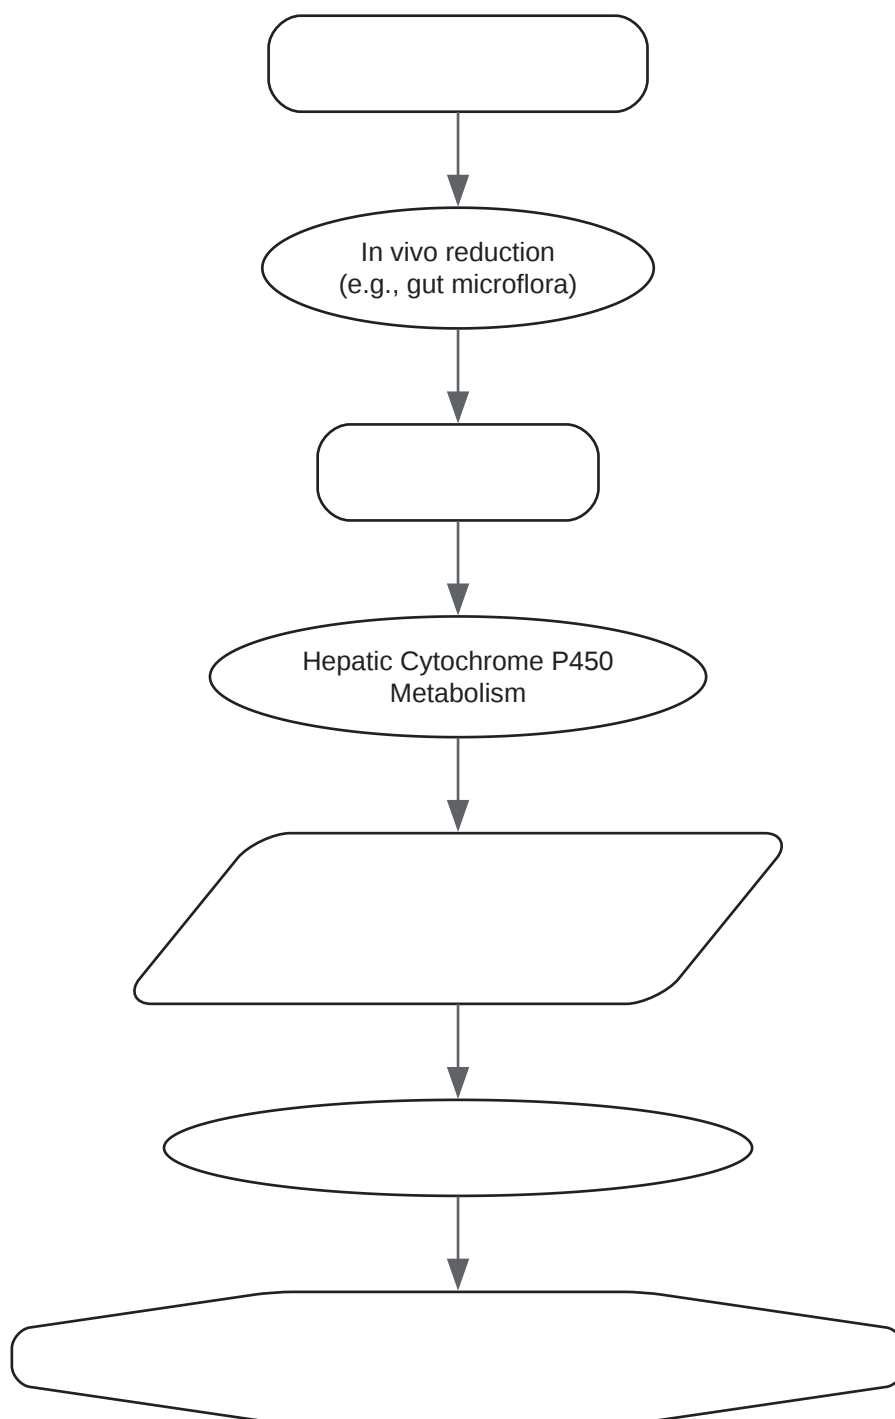 In vivo reduction
(e.g., gut microflora)
Hepatic Cytochrome P450
Metabolism